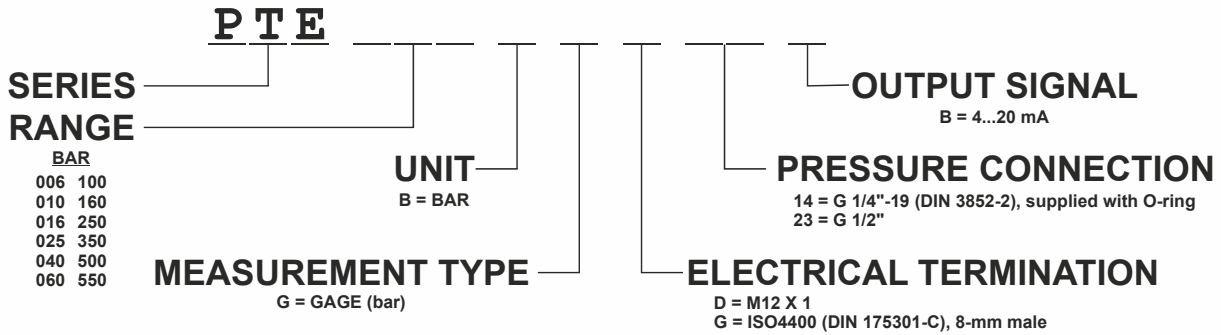 PTE
SERIES
RANGE
BAR
006 100
010 160
016 250
025 350
040 500
060 550
UNIT
B = BAR
MEASUREMENT TYPE
G = GAGE (bar)
OUTPUT SIGNAL
B = 4...20 mA
PRESSURE CONNECTION
14 = G 1/4"-19 (DIN 3852-2), supplied with O-ring
23 = G 1/2"
ELECTRICAL TERMINATION
D = M12 X 1
G = ISO4400 (DIN 175301-C), 8-mm male